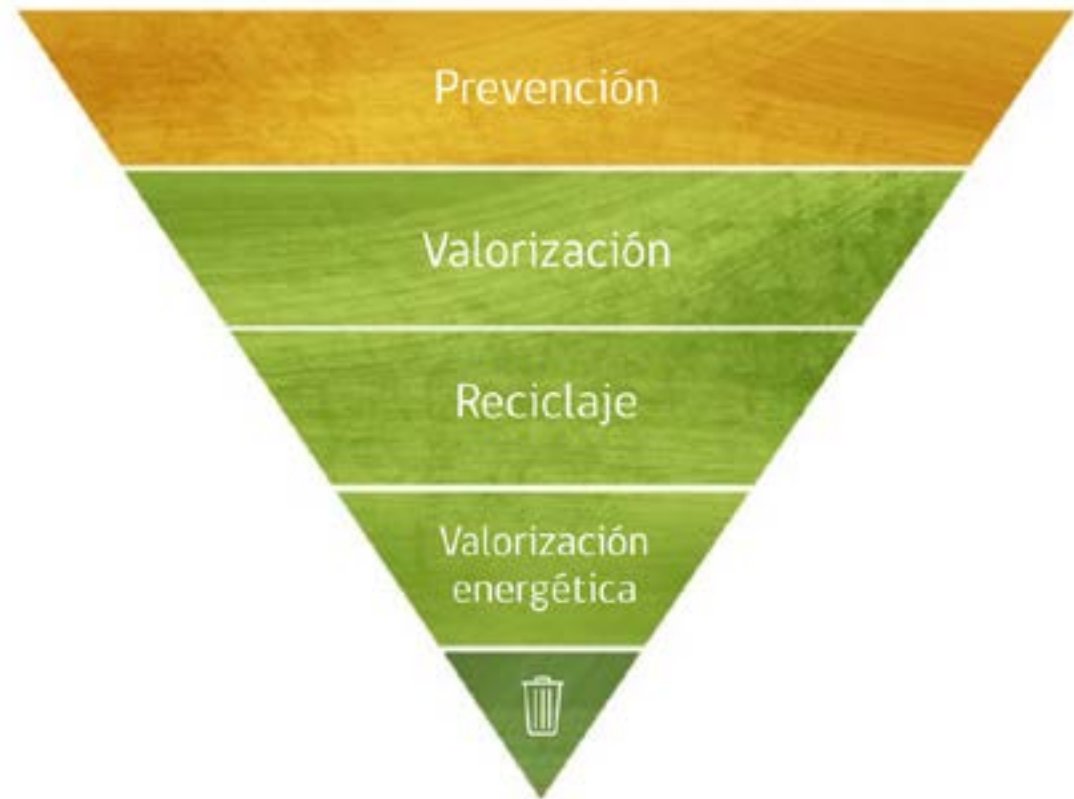 Prevención
Valorización
Reciclaje
Valorización
energética